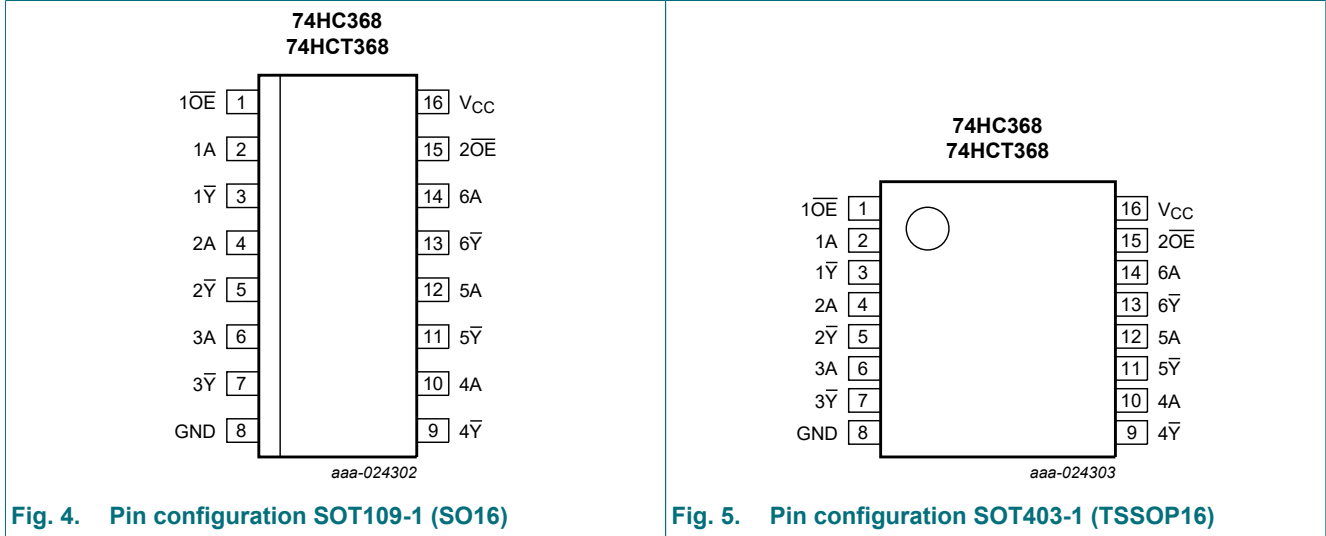 74HC368
74HCT368
1O̅E̅ 1
1A 2
1Y̅ 3
2A 4
2Y̅ 5
3A 6
3Y̅ 7
GND 8
16 VCC
15 2O̅E̅
14 6A
13 6Y̅
12 5A
11 5Y̅
10 4A
9 4Y̅
aaa-024302
Fig. 4. Pin configuration SOT109-1 (SO16)
74HC368
74HCT368
1O̅E̅ 1
1A 2
1Y̅ 3
2A 4
2Y̅ 5
3A 6
3Y̅ 7
GND 8
16 VCC
15 2O̅E̅
14 6A
13 6Y̅
12 5A
11 5Y̅
10 4A
9 4Y̅
aaa-024303
Fig. 5. Pin configuration SOT403-1 (TSSOP16)